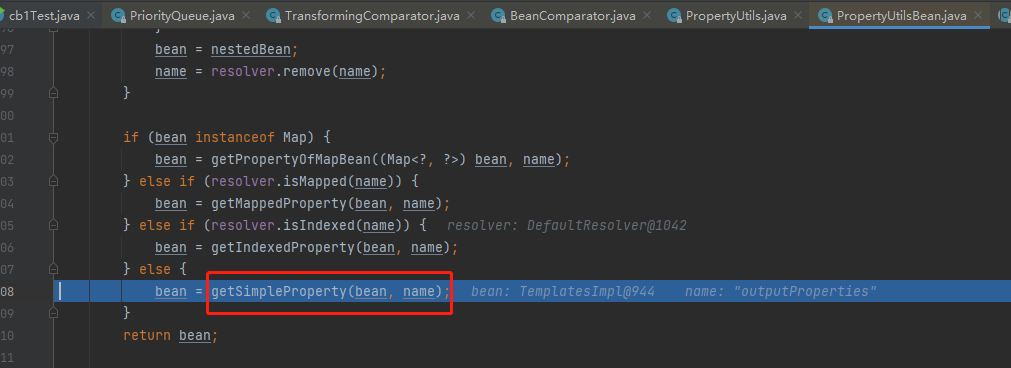 cb1Test.java PriorityQueue.java TransformingComparator.java BeanComparator.java PropertyUtils.java PropertyUtilsBean.java
97 bean = nestedBean;
98 name = resolver.remove(name);
99 }
00
01 if (bean instanceof Map) {
02 bean = getPropertyOfMapBean((Map<?, ?>) bean, name);
03 } else if (resolver.isMapped(name)) {
04 bean = getMappedProperty(bean, name);
05 } else if (resolver.isIndexed(name)) { resolver: DefaultResolver@1042
06 bean = getIndexedProperty(bean, name);
07 } else {
08 bean = getSimpleProperty(bean, name); bean: TemplatesImpl@944 name: "outputProperties"
09 }
10 return bean;
11